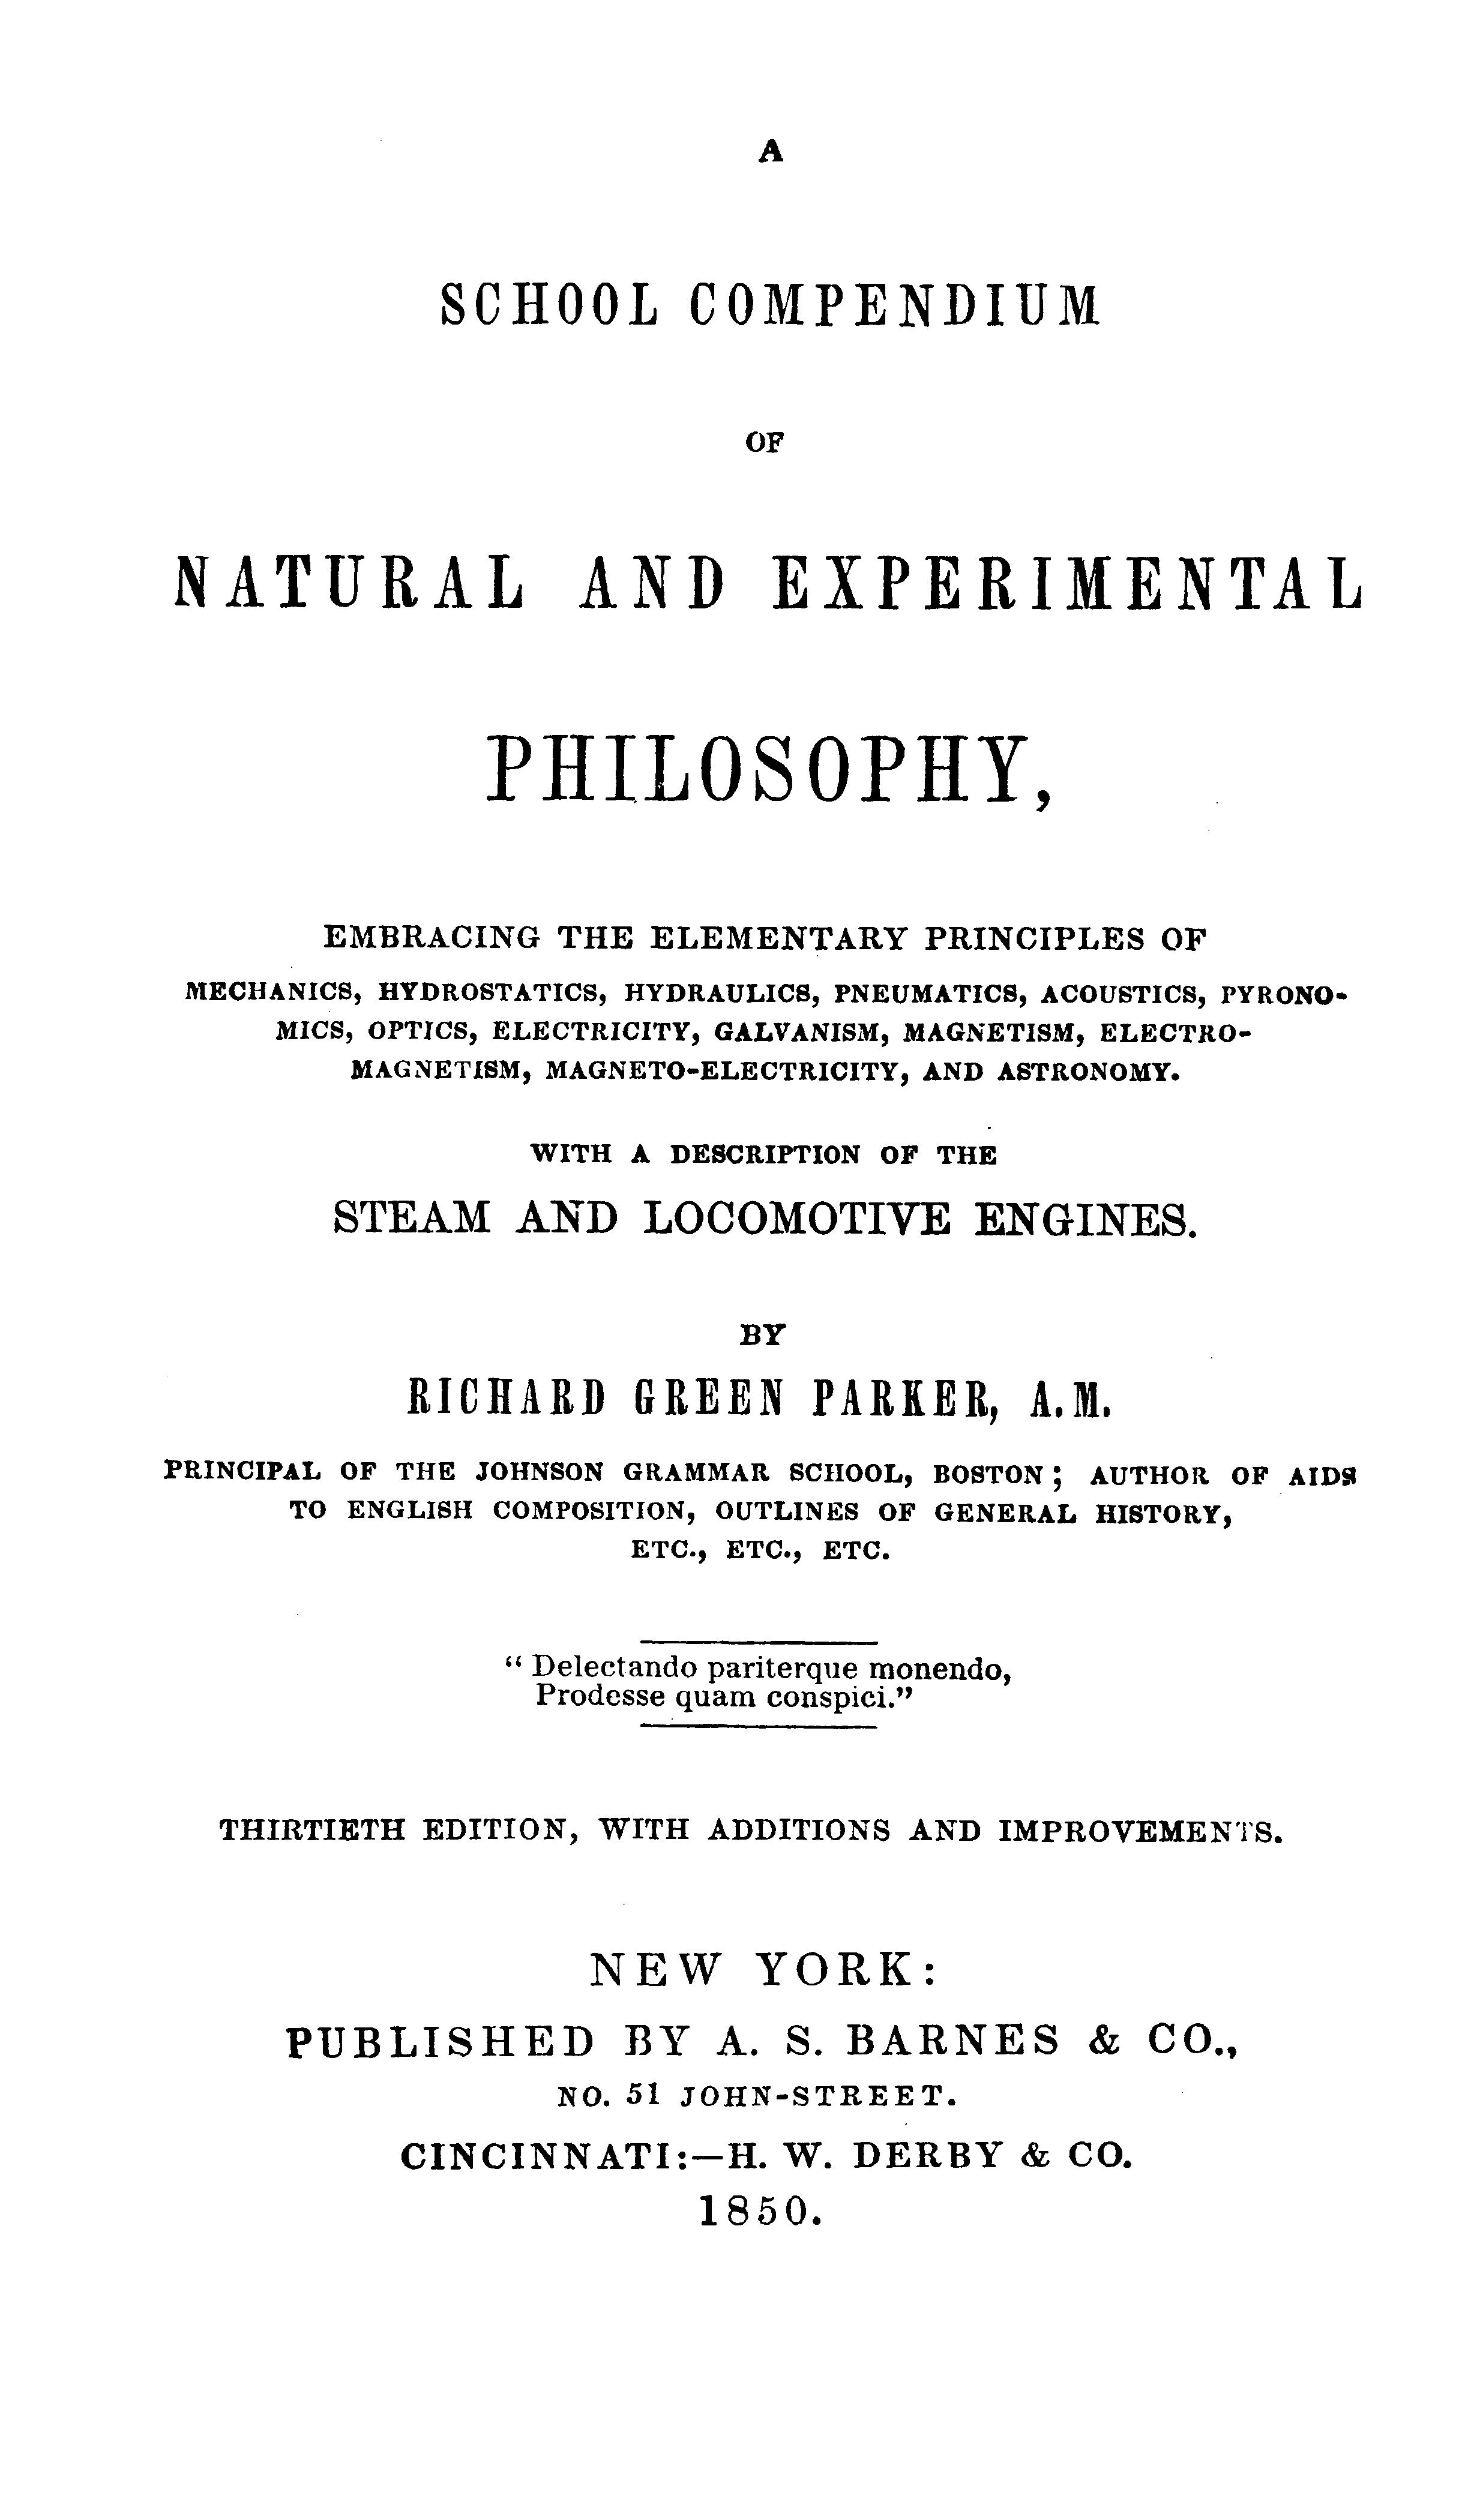 A
SCHOOL COMPENDIUM
OF
NATURAL AND EXPERIMENTAL
PHILOSOPHY,
EMBRACING THE ELEMENTARY PRINCIPLES OF
MECHANICS, HYDROSTATICS, HYDRAULICS, PNEUMATICS, ACOUSTICS, PYRONO-
MICS, OPTICS, ELECTRICITY, GALVANISM, MAGNETISM, ELECTRO-
MAGNETISM, MAGNETO-ELECTRICITY, AND ASTRONOMY.
WITH A DESCRIPTION OF THE
STEAM AND LOCOMOTIVE ENGINES.
BY
RICHARD GREEN PARKER, A.M.
PRINCIPAL OF THE JOHNSON GRAMMAR SCHOOL, BOSTON; AUTHOR OF AIDS
TO ENGLISH COMPOSITION, OUTLINES OF GENERAL HISTORY,
ETC., ETC., ETC.
"Delectando pariterque monendo,
Prodesse quam conspici."
THIRTIETH EDITION, WITH ADDITIONS AND IMPROVEMENTS.
NEW YORK:
PUBLISHED BY A. S. BARNES & CO.,
NO. 51 JOHN-STREET.
CINCINNATI:—H. W. DERBY & CO.
1850.